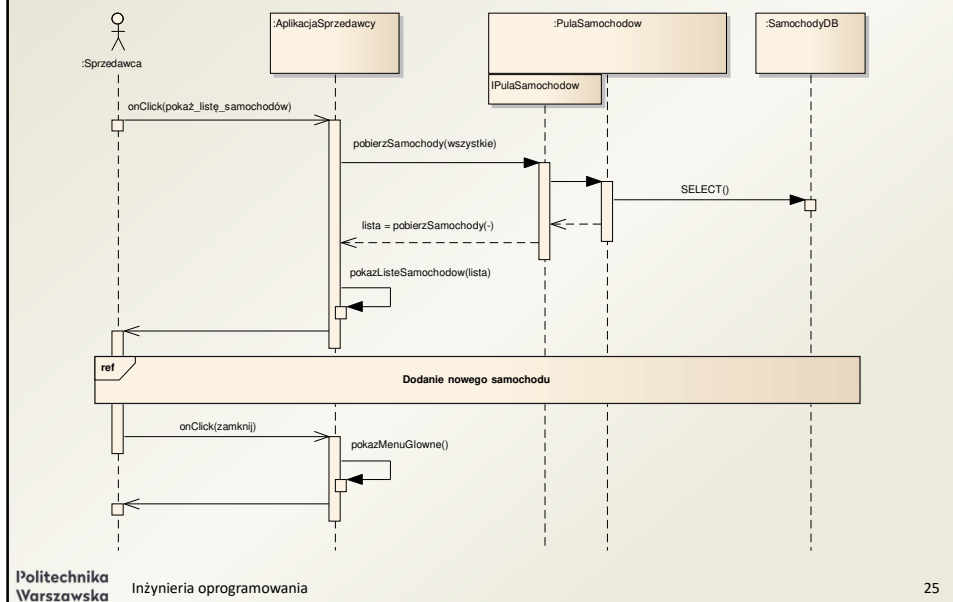 :AplikacjaSprzedawcy
:PulaSamochodow
:SamochodyDB
:Sprzedawca
IPulaSamochodow
onClick(pokaż_listę_samochodów)
pobierzSamochody(wszystkie)
SELECT()
lista = pobierzSamochody(-)
pokazListeSamochodow(lista)
ref
Dodanie nowego samochodu
onClick(zamknij)
pokazMenuGlowne()
Politechnika
Warszawska
Inżynieria oprogramowania
25